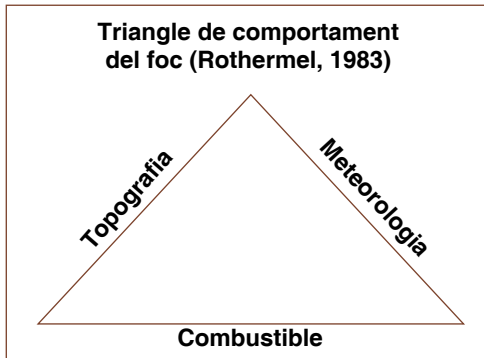 Triangle de comportament
del foc (Rothermel, 1983)
Topografia
Meteorologia
Combustible